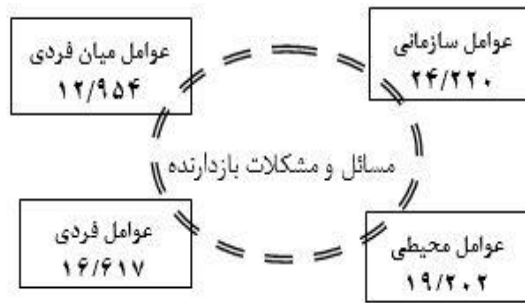 عوامل سازمانی
۲۴/۲۲۰
عوامل میان فردی
۱۲/۹۵۴
مسائل و مشکلات بازدارنده
عوامل محیطی
۱۹/۲۰۲
عوامل فردی
۱۶/۶۱۷